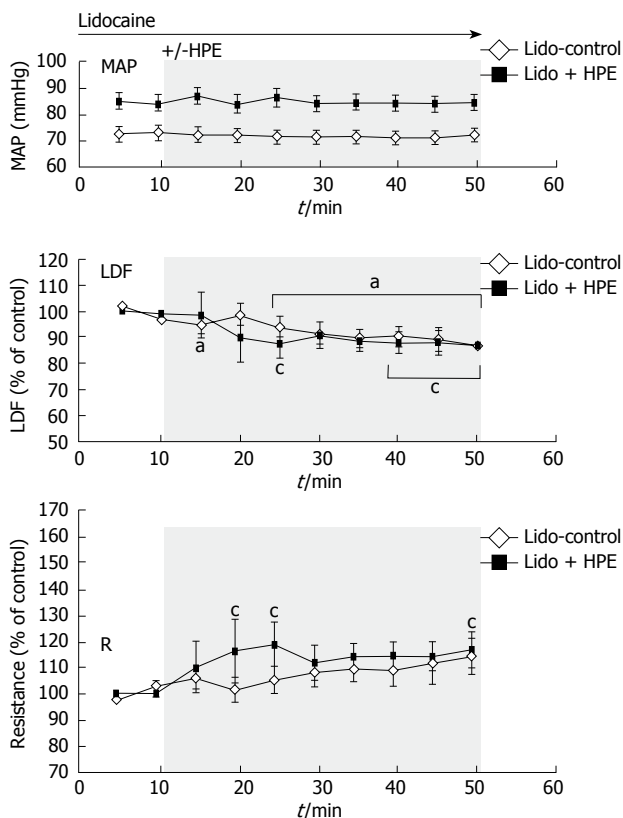 Lidocaine
+/-HPE
MAP
Lido-control
Lido + HPE
MAP (mmHg)
100
90
80
70
60
0 10 20 30 40 50 60
t/min
LDF
Lido-control
Lido + HPE
LDF (% of control)
120
110
100
90
80
70
60
50
a
a
c
c
0 10 20 30 40 50 60
t/min
R
Lido-control
Lido + HPE
Resistance (% of control)
170
160
150
140
130
120
110
100
90
80
70
c c c
0 10 20 30 40 50 60
t/min